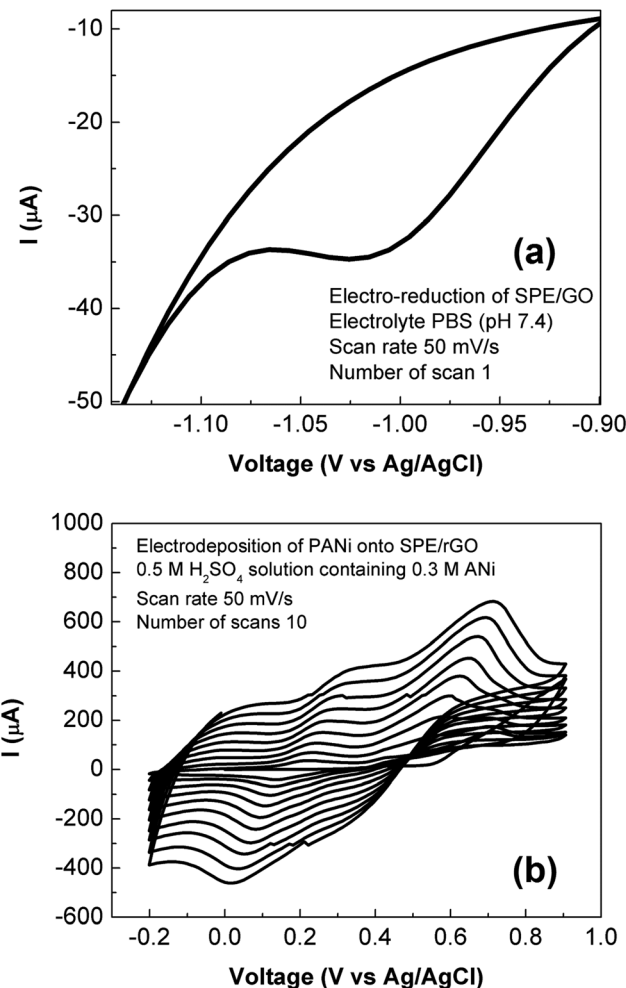 -10
-20
-30
-40
-50
I (μA)
(a)
Electro-reduction of SPE/GO
Electrolyte PBS (pH 7.4)
Scan rate 50 mV/s
Number of scan 1
-1.10 -1.05 -1.00 -0.95 -0.90
Voltage (V vs Ag/AgCl)
1000
800
600
400
200
0
-200
-400
-600
I (μA)
Electrodeposition of PANi onto SPE/rGO
0.5 M H₂SO₄ solution containing 0.3 M ANi
Scan rate 50 mV/s
Number of scans 10
(b)
-0.2 0.0 0.2 0.4 0.6 0.8 1.0
Voltage (V vs Ag/AgCl)